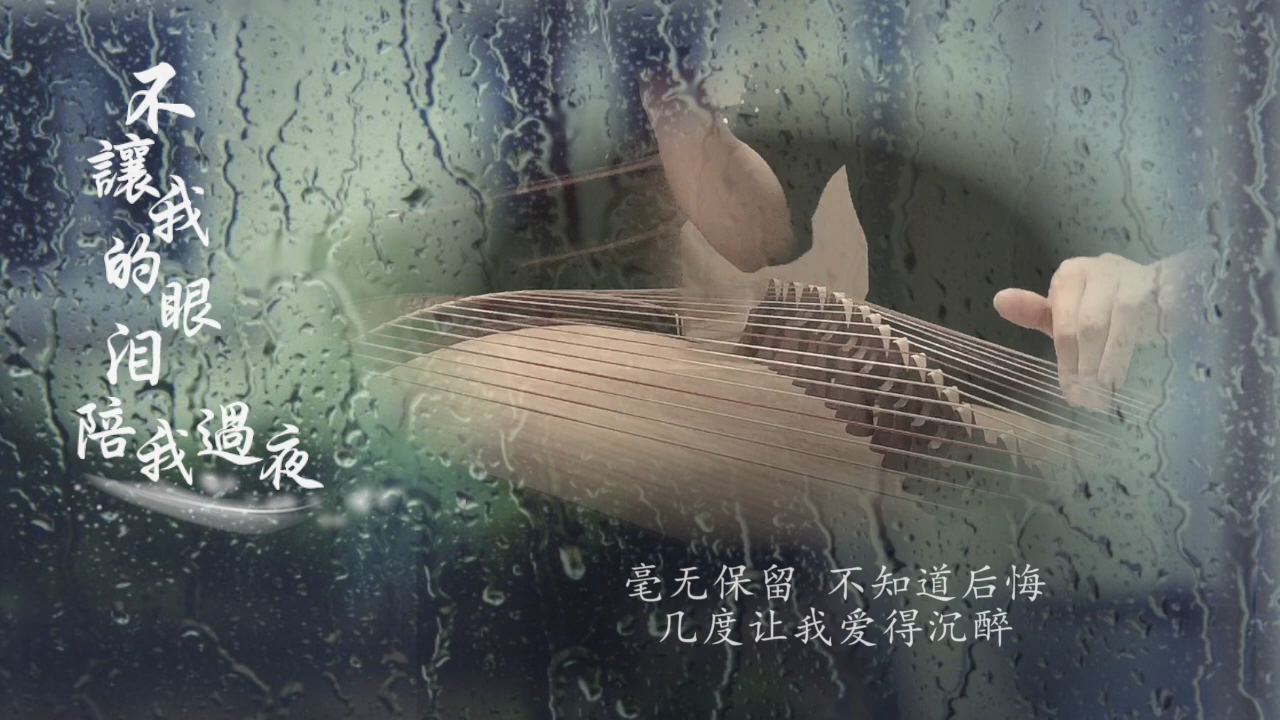 不讓我的眼泪
陪我過夜
毫无保留 不知道后悔
几度让我爱得沉醉